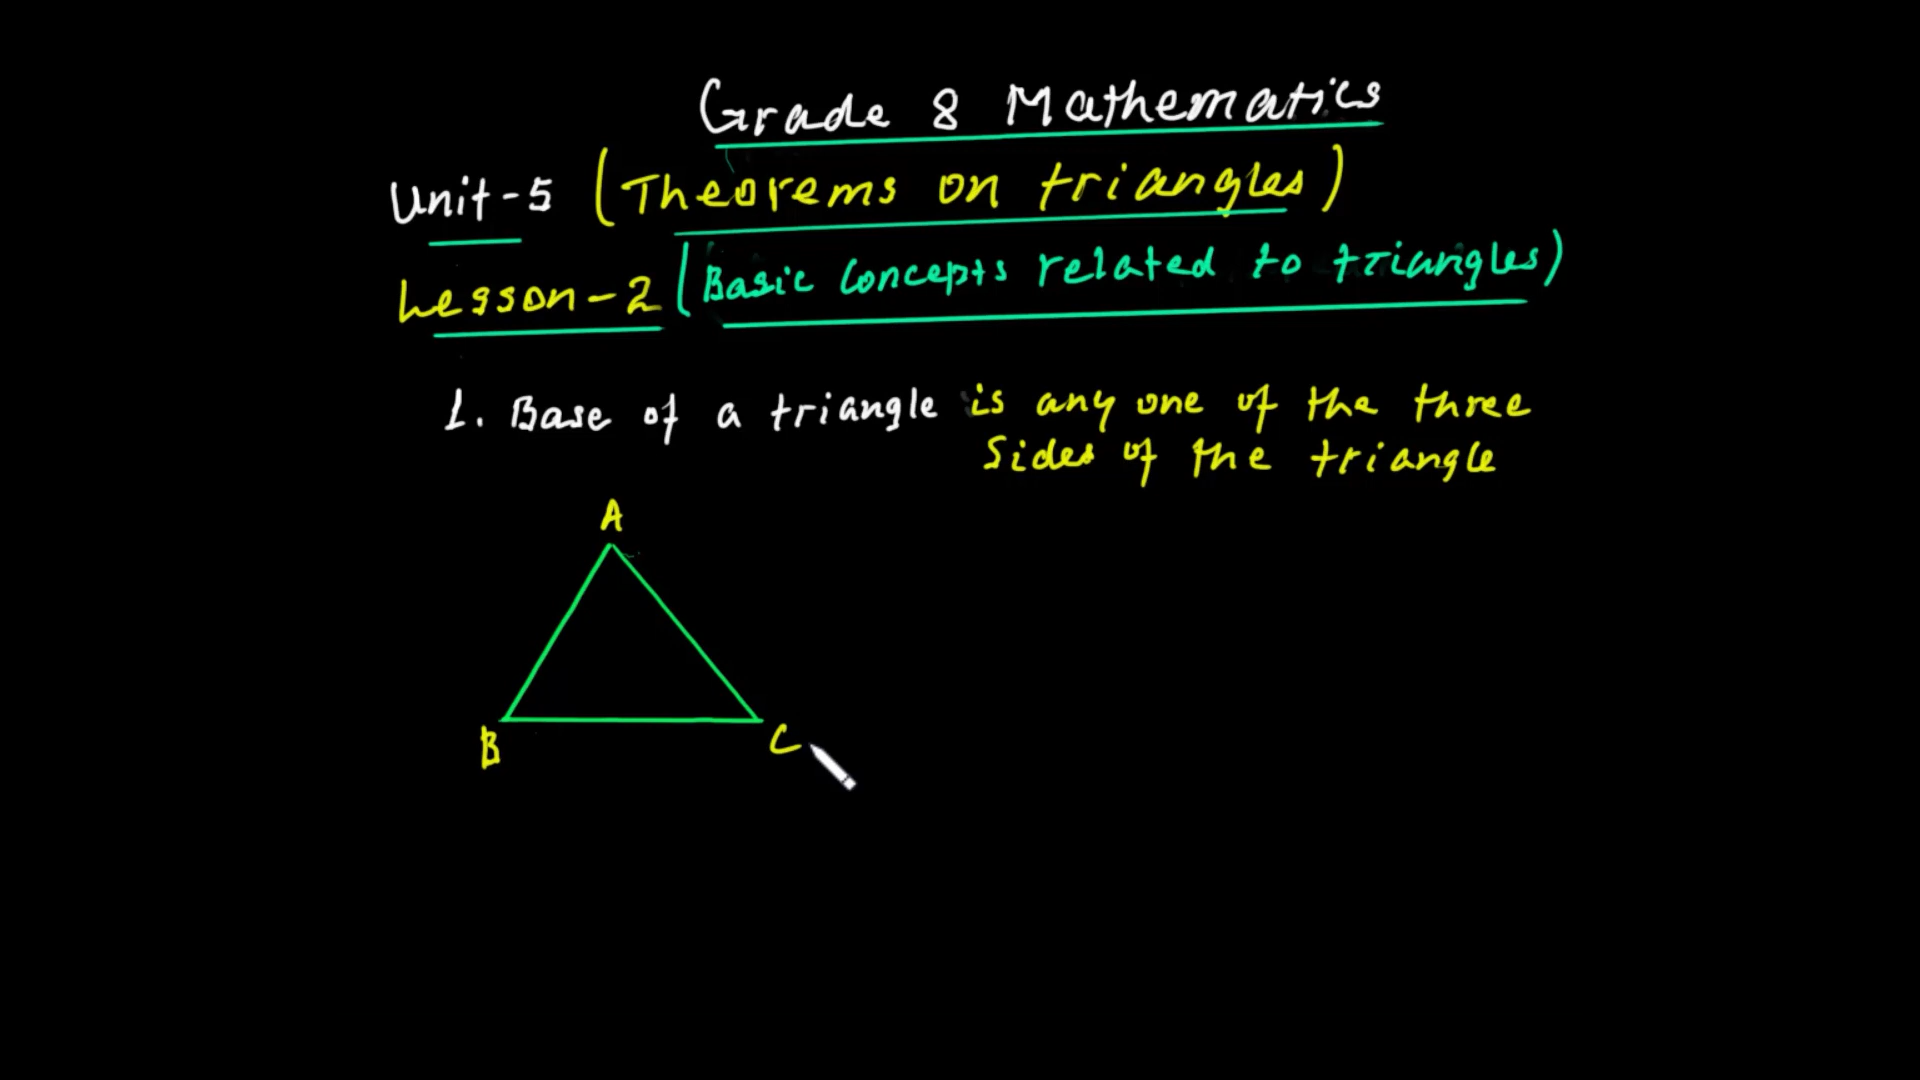 Grade 8 Mathematics
Unit-5 (Theorems on triangles)
Lesson-2 (Basic Concepts related to triangles)
1. Base of a triangle is any one of the three
sides of the triangle
A
B
C